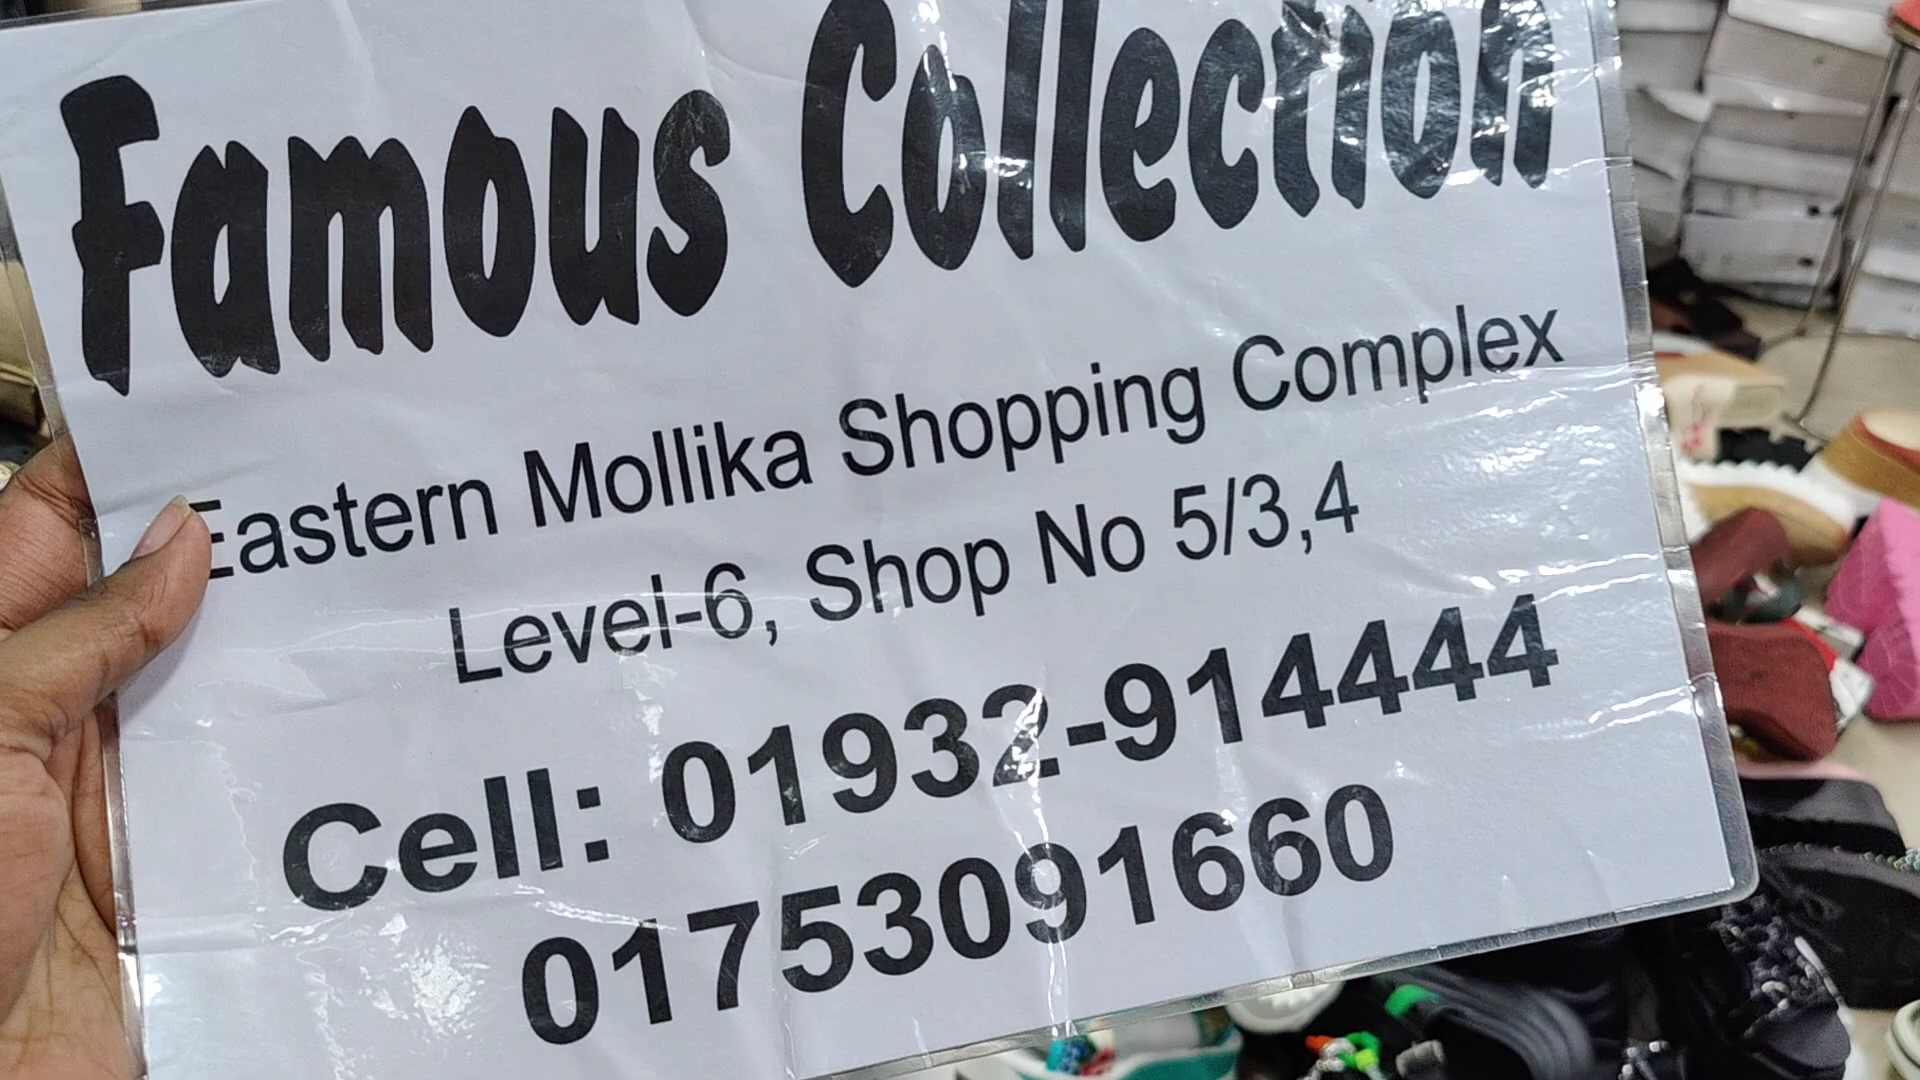 Famous Collection
Eastern Mollika Shopping Complex
Level-6, Shop No 5/3,4
Cell: 01932-914444
01753091660